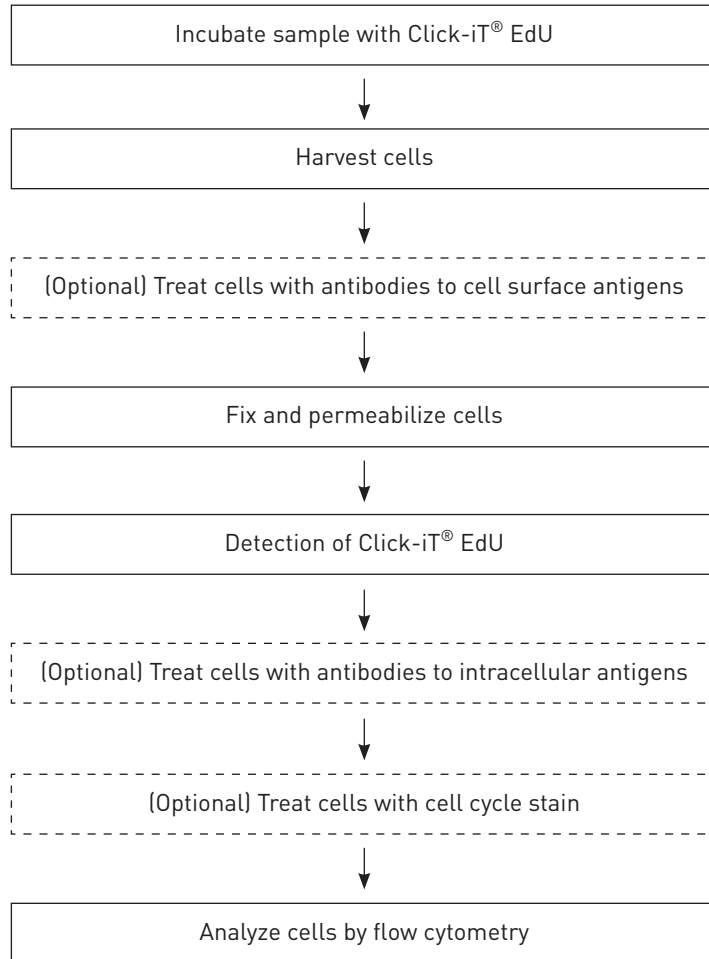 Incubate sample with Click-iT® EdU
Harvest cells
(Optional) Treat cells with antibodies to cell surface antigens
Fix and permeabilize cells
Detection of Click-iT® EdU
(Optional) Treat cells with antibodies to intracellular antigens
(Optional) Treat cells with cell cycle stain
Analyze cells by flow cytometry